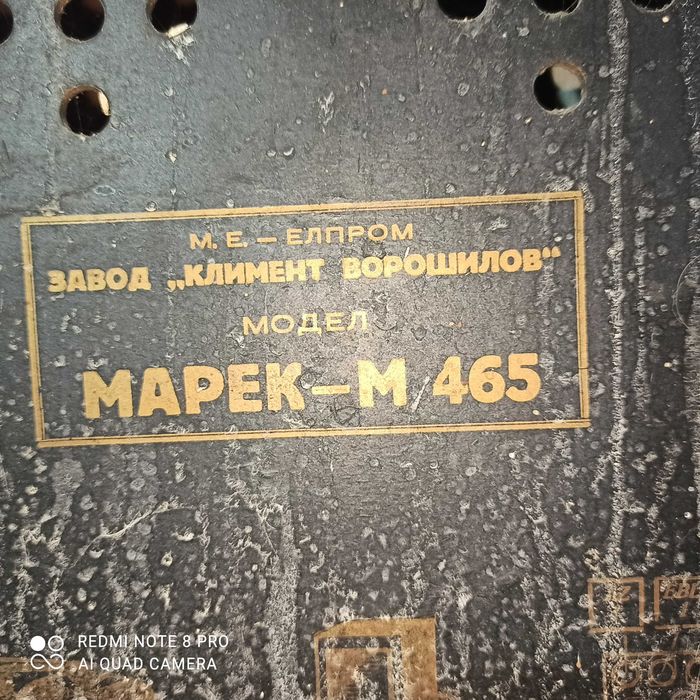 М. Е. — ЕЛПРОМ
ЗАВОД „КЛИМЕНТ ВОРОШИЛОВ“
МОДЕЛ
МАРЕК—М/465
REDMI NOTE 8 PRO
AI QUAD CAMERA